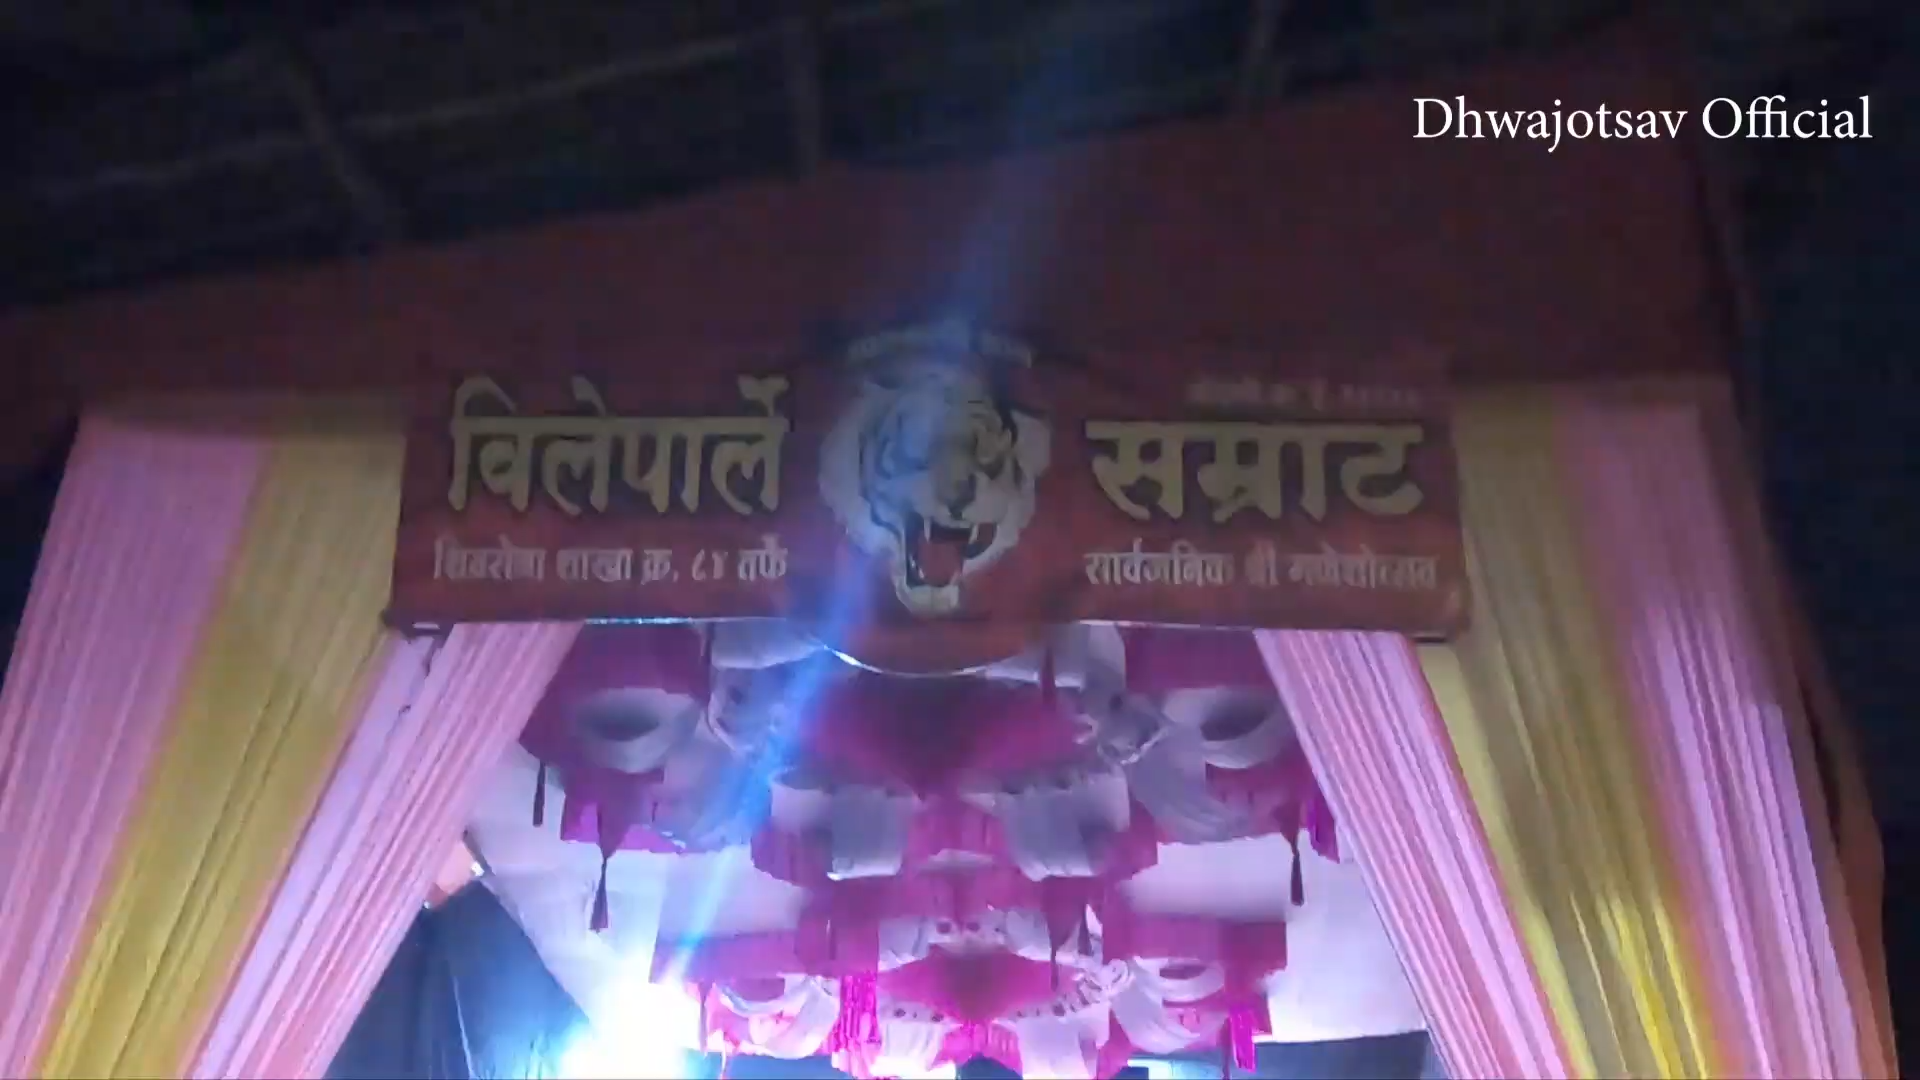 Dhwajotsav Official
विलेपार्ले सम्राट
शिवसेना शाखा क्र. ८४ तर्फे
सार्वजनिक श्री गणेशोत्सव